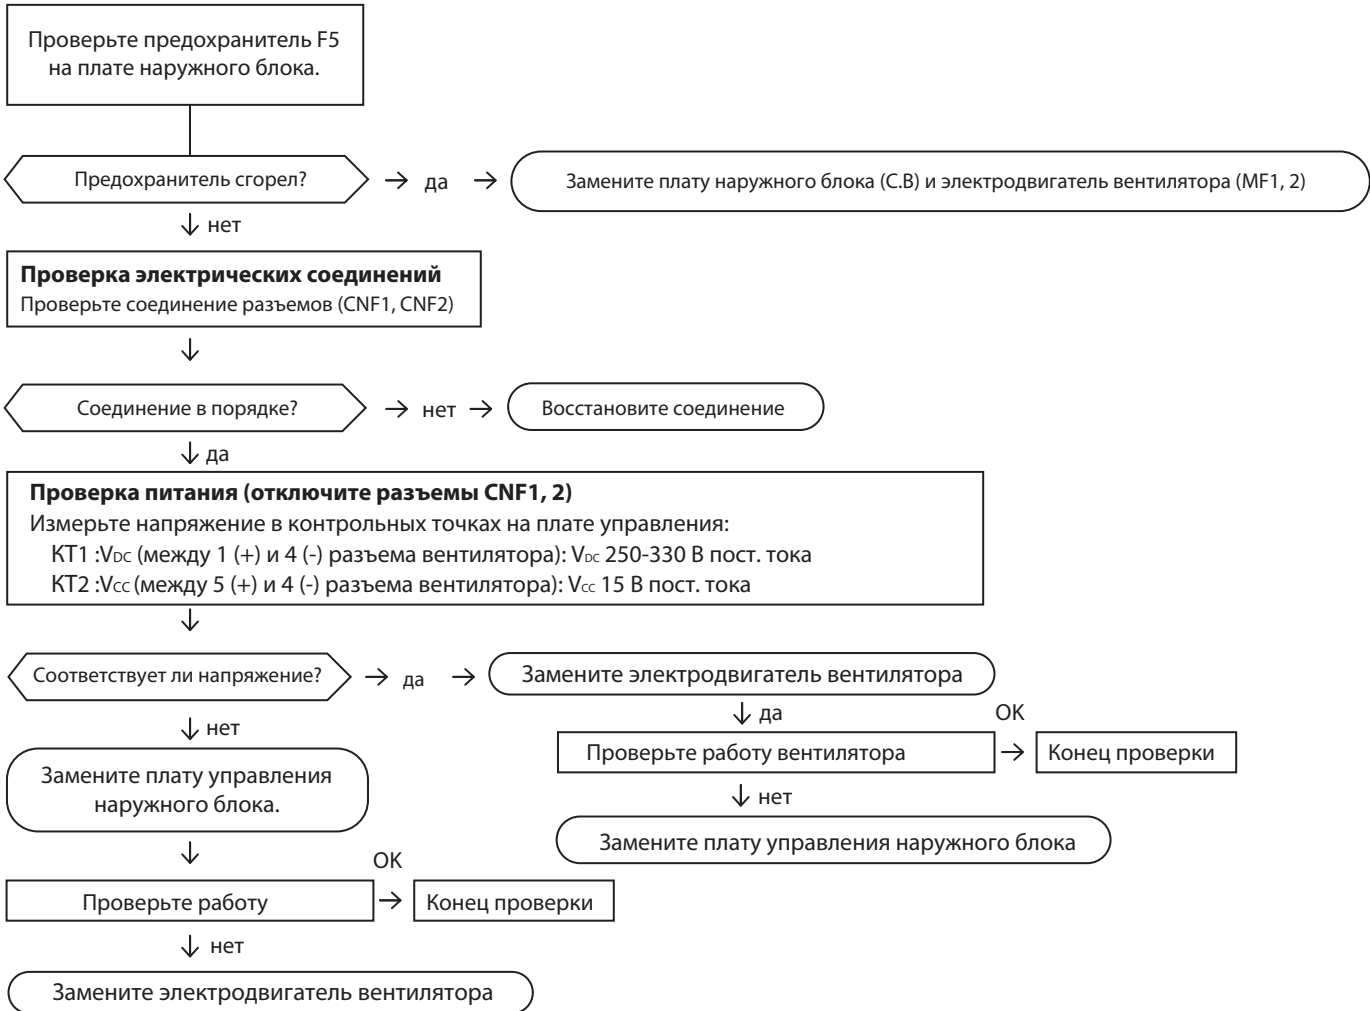 Проверьте предохранитель F5
на плате наружного блока.
Предохранитель сгорел?
→ да →
Замените плату наружного блока (С.В) и электродвигатель вентилятора (MF1, 2)
↓ нет
Проверка электрических соединений
Проверьте соединение разъемов (CNF1, CNF2)
↓
Соединение в порядке?
→ нет →
Восстановите соединение
↓ да
Проверка питания (отключите разъемы CNF1, 2)
Измерьте напряжение в контрольных точках на плате управления:
КТ1 :VDC (между 1 (+) и 4 (-) разъема вентилятора): VDC 250-330 В пост. тока
КТ2 :VCC (между 5 (+) и 4 (-) разъема вентилятора): VCC 15 В пост. тока
↓
Соответствует ли напряжение?
→ да →
Замените электродвигатель вентилятора
↓ нет
↓ да
OK
Проверьте работу вентилятора
→
Конец проверки
Замените плату управления
наружного блока.
↓ нет
Замените плату управления наружного блока
↓
OK
Проверьте работу
→
Конец проверки
↓ нет
Замените электродвигатель вентилятора